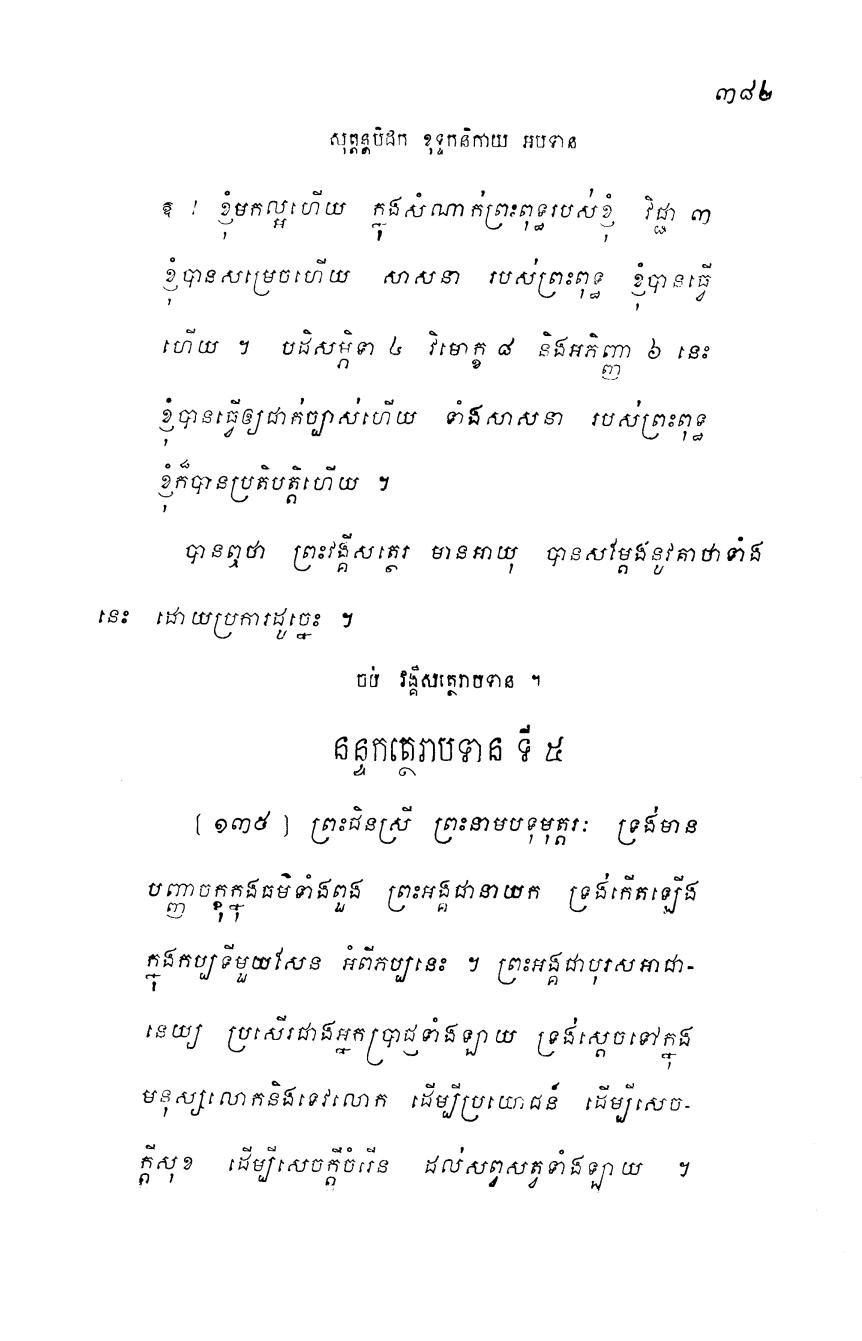 ៣៨៤
សុត្តន្តបិដក ខុទ្ទកនិកាយ អបទាន
ឱ ! ខ្ញុំមកល្អហើយ ក្នុងសំណាក់ព្រះពុទ្ធរបស់ខ្ញុំ វិជ្ជា ៣
ខ្ញុំបានសម្រេចហើយ សាសនា របស់ព្រះពុទ្ធ ខ្ញុំបានធ្វើ
ហើយ ។ បដិសម្ភិទា ៤ វិមោក្ខ ៨ និងអភិញ្ញា ៦ នេះ
ខ្ញុំបានធ្វើឲ្យជាក់ច្បាស់ហើយ ទាំងសាសនា របស់ព្រះពុទ្ធ
ខ្ញុំក៏បានប្រតិបត្តិហើយ ។
បានឮថា ព្រះវង្គីសត្ថេរ មានអាយុ បានសម្តែងនូវគាថាទាំង
នេះ ដោយប្រការដូច្នេះ ។
ចប់ វង្គីសត្ថេរាបទាន ។
នន្ទកត្ថេរាបទាន ទី ៥
[ ១៣៥ ] ព្រះជិនស្រី ព្រះនាមបទុមុត្តរៈ ទ្រង់មាន
បញ្ញាចក្ខុក្នុងធម៌ទាំងពួង ព្រះអង្គជានាយក ទ្រង់កើតឡើង
ក្នុងកប្បទីមួយសែន អំពីកប្បនេះ ។ ព្រះអង្គជាបុរសអាជា-
នេយ្យ ប្រសើរជាងអ្នកប្រាជ្ញទាំងឡាយ ទ្រង់ស្តេចទៅក្នុង
មនុស្សលោកនិងទេវលោក ដើម្បីប្រយោជន៍ ដើម្បីសេច-
ក្តីសុខ ដើម្បីសេចក្តីចំរើន ដល់សព្វសត្វទាំងឡាយ ។